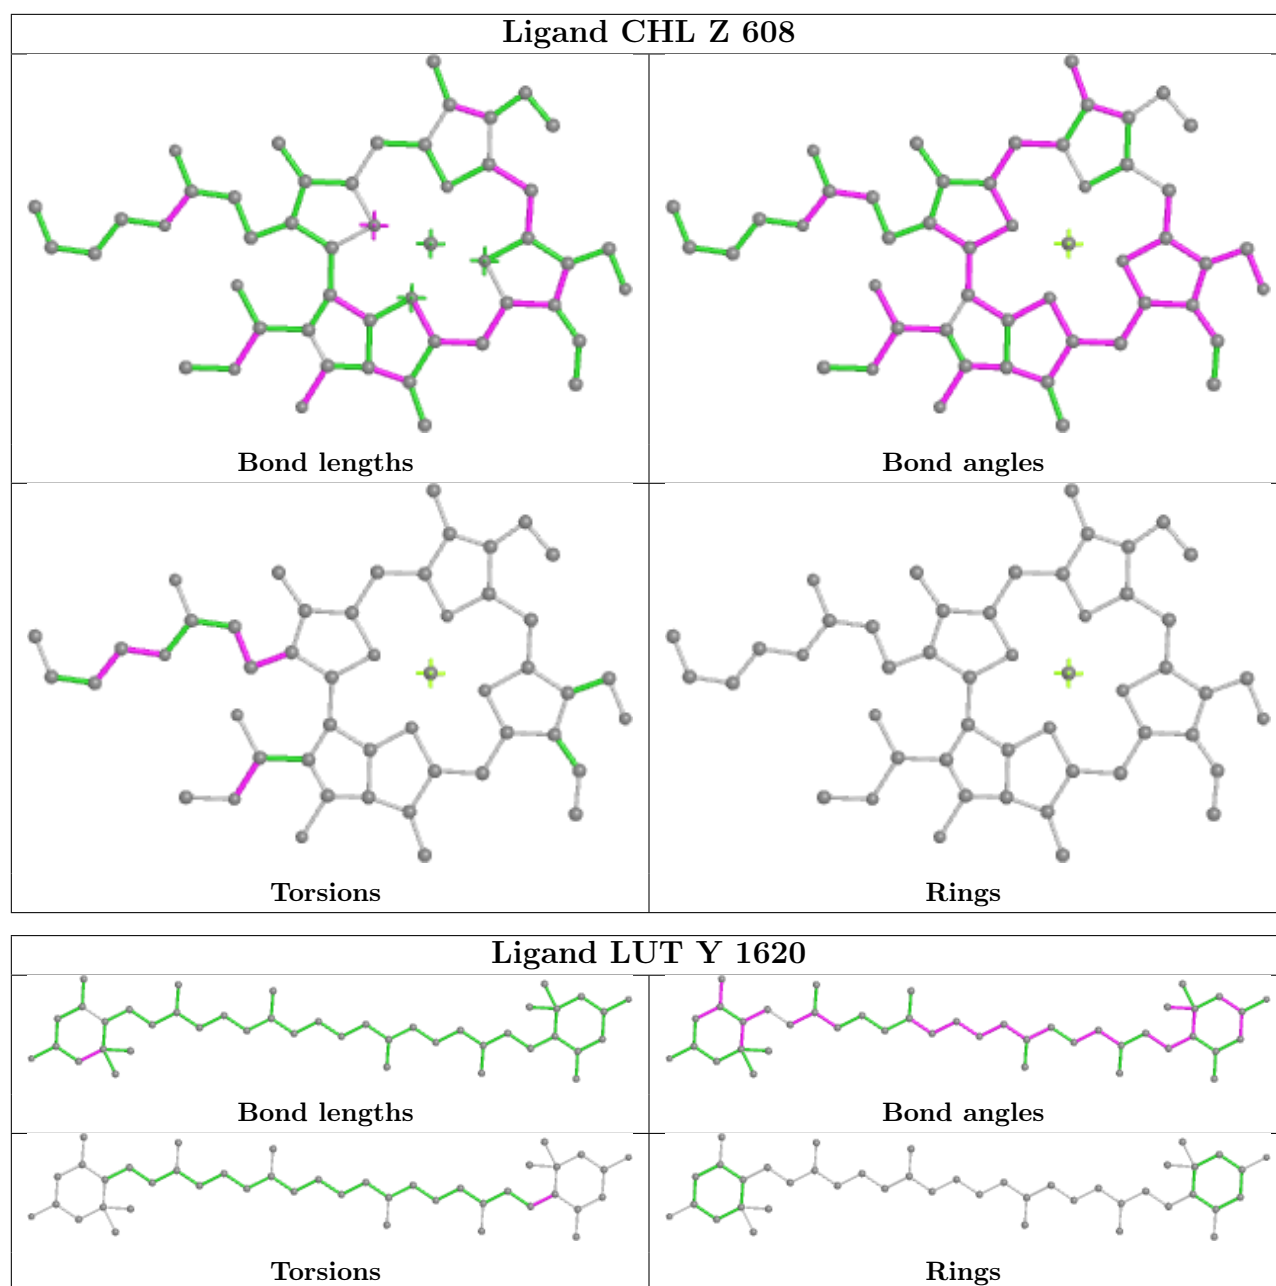 Ligand CHL Z 608
Bond lengths
Bond angles
Torsions
Rings
Ligand LUT Y 1620
Bond lengths
Bond angles
Torsions
Rings